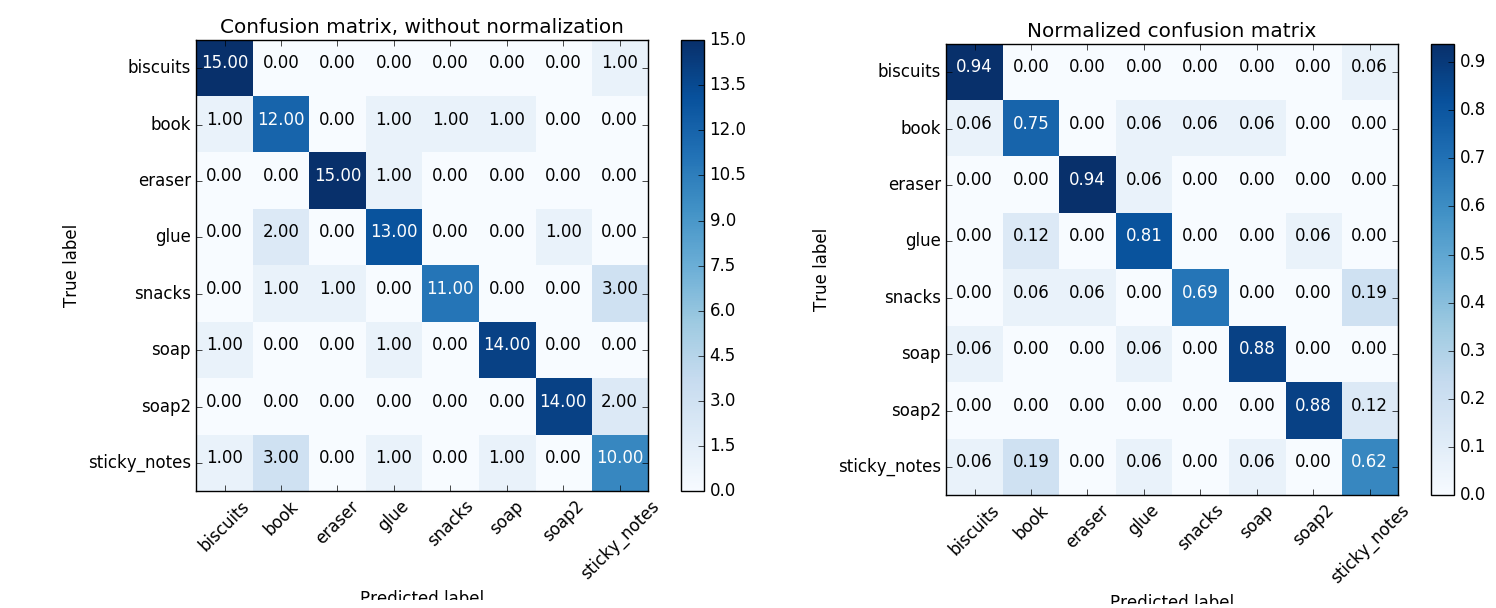 Confusion matrix, without normalization
biscuits 15.00 0.00 0.00 0.00 0.00 0.00 0.00 1.00
book 1.00 12.00 0.00 1.00 1.00 1.00 0.00 0.00
eraser 0.00 0.00 15.00 1.00 0.00 0.00 0.00 0.00
glue 0.00 2.00 0.00 13.00 0.00 0.00 1.00 0.00
snacks 0.00 1.00 1.00 0.00 11.00 0.00 0.00 3.00
soap 1.00 0.00 0.00 1.00 0.00 14.00 0.00 0.00
soap2 0.00 0.00 0.00 0.00 0.00 0.00 14.00 2.00
sticky_notes 1.00 3.00 0.00 1.00 0.00 1.00 0.00 10.00
True label
biscuits book eraser glue snacks soap soap2 sticky_notes
Predicted label
15.0
13.5
12.0
10.5
9.0
7.5
6.0
4.5
3.0
1.5
0.0
Normalized confusion matrix
biscuits 0.94 0.00 0.00 0.00 0.00 0.00 0.00 0.06
book 0.06 0.75 0.00 0.06 0.06 0.06 0.00 0.00
eraser 0.00 0.00 0.94 0.06 0.00 0.00 0.00 0.00
glue 0.00 0.12 0.00 0.81 0.00 0.00 0.06 0.00
snacks 0.00 0.06 0.06 0.00 0.69 0.00 0.00 0.19
soap 0.06 0.00 0.00 0.06 0.00 0.88 0.00 0.00
soap2 0.00 0.00 0.00 0.00 0.00 0.00 0.88 0.12
sticky_notes 0.06 0.19 0.00 0.06 0.00 0.06 0.00 0.62
True label
biscuits book eraser glue snacks soap soap2 sticky_notes
Predicted label
0.9
0.8
0.7
0.6
0.5
0.4
0.3
0.2
0.1
0.0